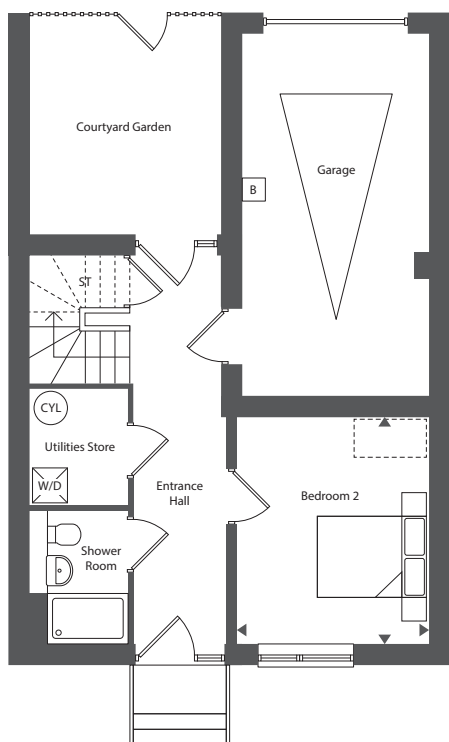 Courtyard Garden
Garage
B
ST
CYL
Utilities Store
W/D
Entrance
Hall
Bedroom 2
Shower
Room